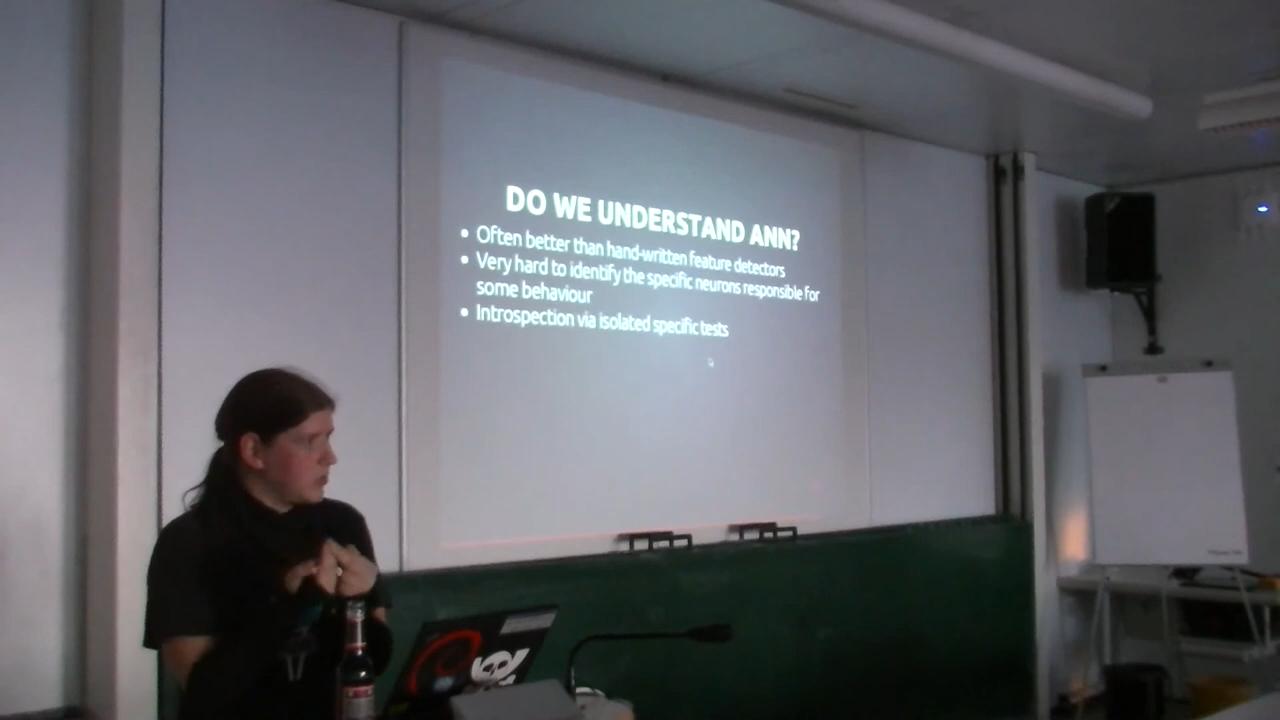 DO WE UNDERSTAND ANN?
• Often better than hand-written feature detectors
• Very hard to identify the specific neurons responsible for
some behaviour
• Introspection via isolated specific tests